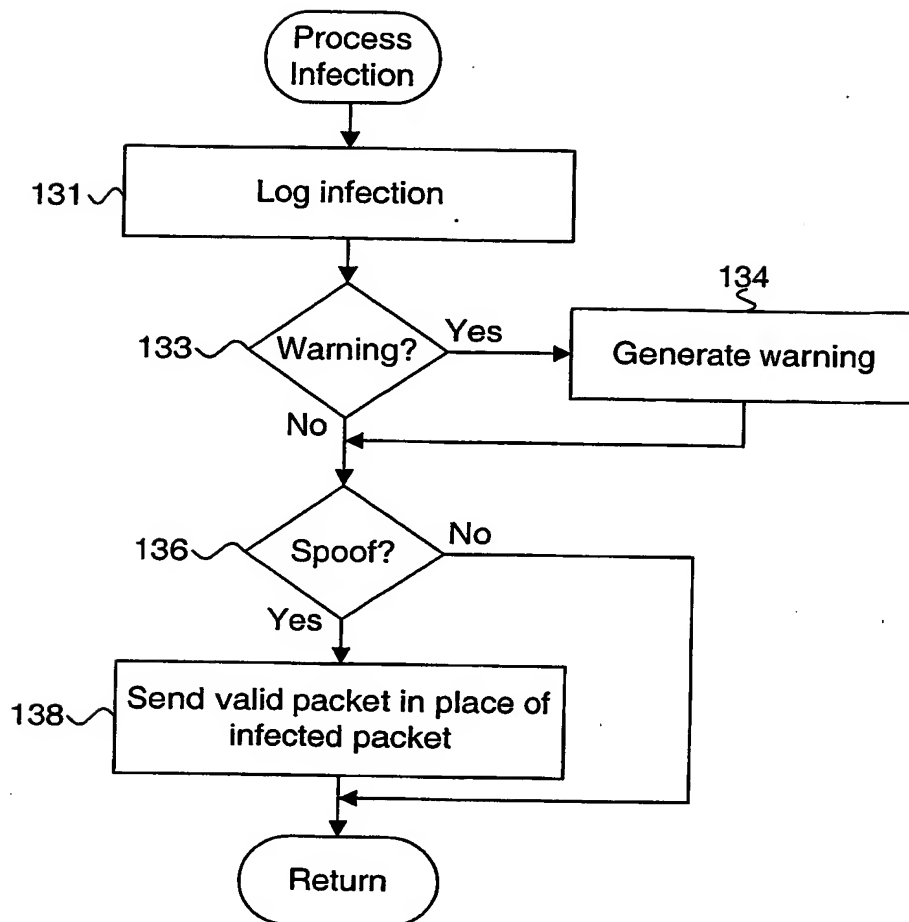 Process
Infection
131
Log infection
134
133
Warning?
Yes
Generate warning
No
136
Spoof?
No
Yes
138
Send valid packet in place of
infected packet
Return